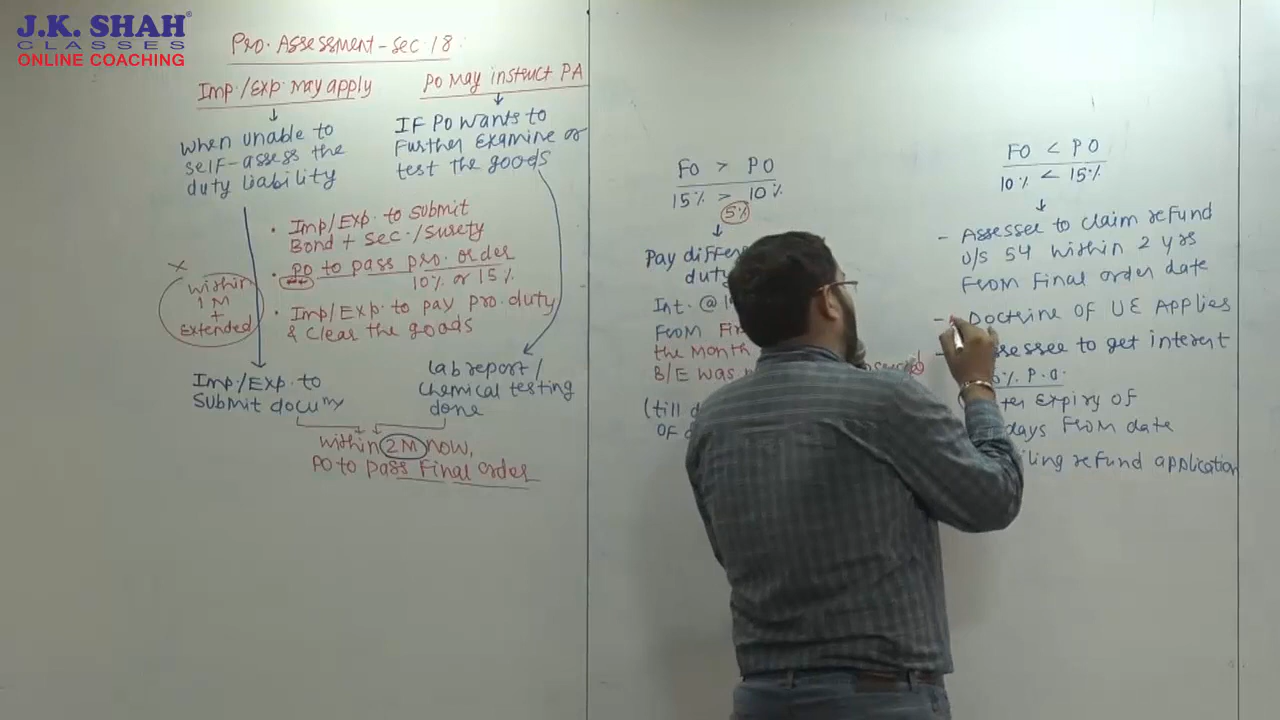 J.K. SHAH®
CLASSES
ONLINE COACHING
Pro. Assessment - Sec. 18:
Imp./Exp. may apply
When unable to
self-assess the
duty liability
PO may instruct PA
IF PO wants to
Further Examine or
test the goods
• Imp/Exp. to submit
Bond + Sec./Surety
• PO to pass pro. order
10% or 15%.
• Imp/Exp. to pay pro. duty
& Clear the goods
X
within
1M
+
Extended
Imp/Exp. to
Submit
Lab report/
Chemical testing
done
within 2M now,
PO to pass Final order
FO > PO
15% > 10%
5%
Pay
duty
Int. @
From
the month
B/E was
(till
OF
FO < PO
10% < 15%
- Assessee to claim refund
u/s 54 within 2 yrs
From Final order date
- Doctrine OF UE Applies
to get interest
% P.O.
Expiry of
days From date
refund application